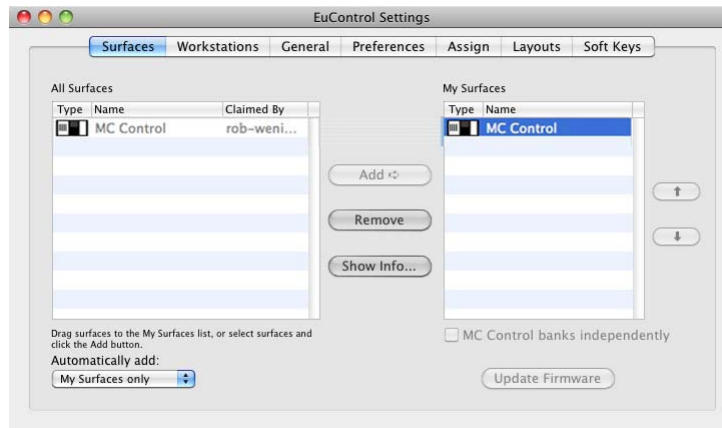 EuControl Settings
Surfaces Workstations General Preferences Assign Layouts Soft Keys
All Surfaces
Type Name Claimed By
MC Control rob-weni...
My Surfaces
Type Name
MC Control
Add
Remove
Show Info...
Drag surfaces to the My Surfaces list, or select surfaces and
click the Add button.
Automatically add:
My Surfaces only
MC Control banks independently
Update Firmware